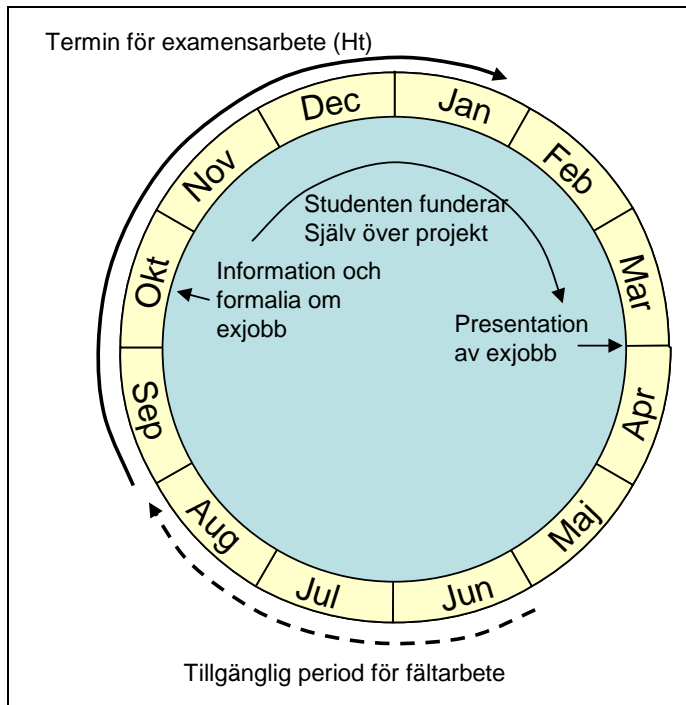 Termin för examensarbete (Ht)
Dec
Jan
Nov
Feb
Studenten funderar
Själv över projekt
Okt
Information och
formalia om
exjobb
Mar
Presentation
av exjobb
Sep
Apr
Aug
Maj
Jul
Jun
Tillgänglig period för fältarbete